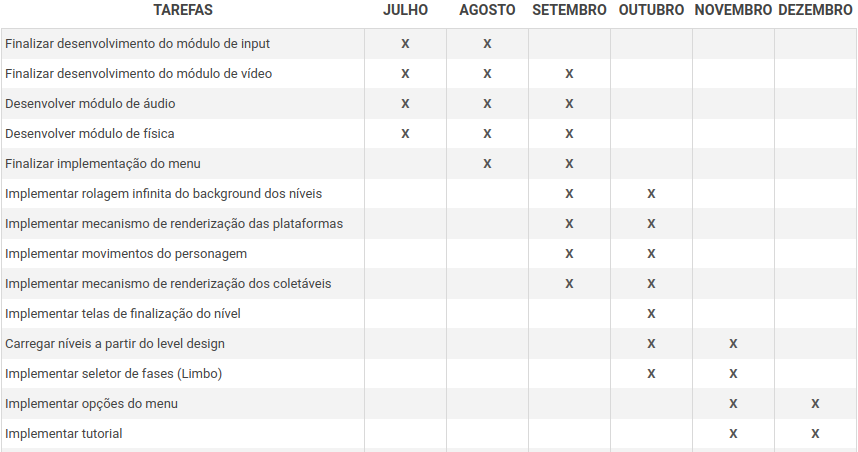 TAREFAS JULHO AGOSTO SETEMBRO OUTUBRO NOVEMBRO DEZEMBRO
Finalizar desenvolvimento do módulo de input X X
Finalizar desenvolvimento do módulo de vídeo X X X
Desenvolver módulo de áudio X X X
Desenvolver módulo de física X X X
Finalizar implementação do menu X X
Implementar rolagem infinita do background dos níveis X X
Implementar mecanismo de renderização das plataformas X X
Implementar movimentos do personagem X X
Implementar mecanismo de renderização dos coletáveis X X
Implementar telas de finalização do nível X
Carregar níveis a partir do level design X X
Implementar seletor de fases (Limbo) X X
Implementar opções do menu X X
Implementar tutorial X X